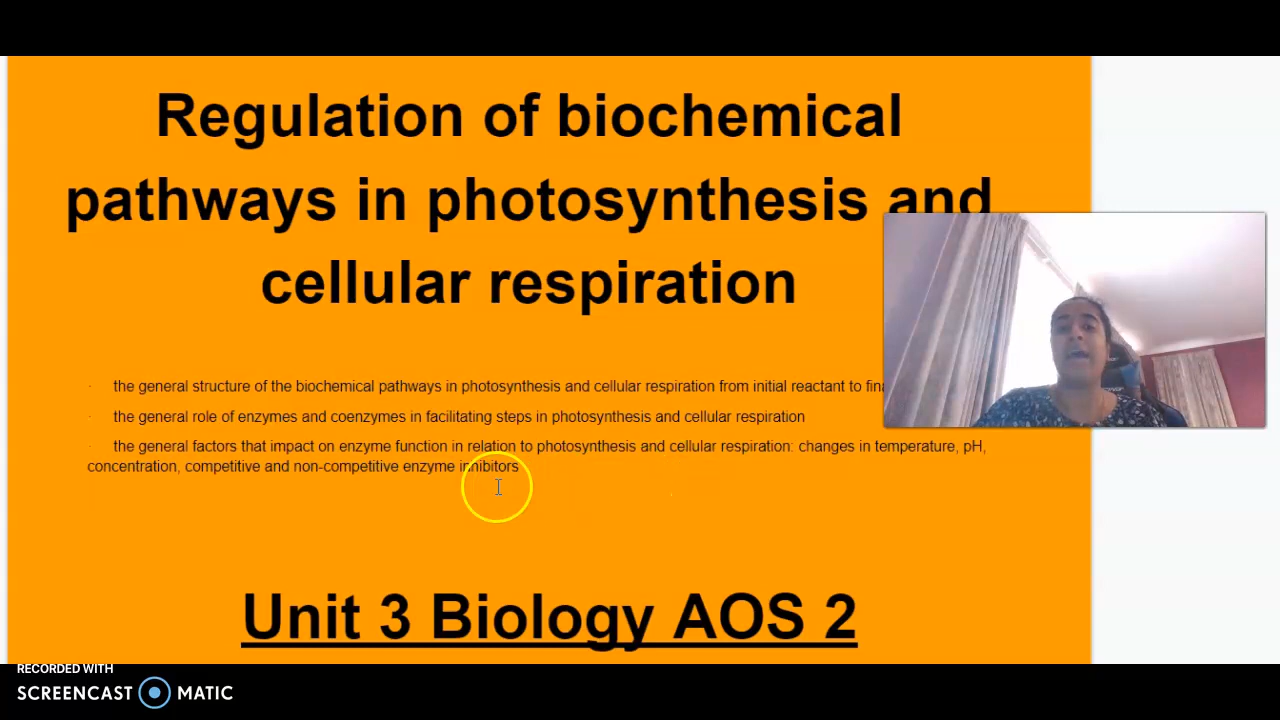 Regulation of biochemical
pathways in photosynthesis and
cellular respiration
· the general structure of the biochemical pathways in photosynthesis and cellular respiration from initial reactant to
· the general role of enzymes and coenzymes in facilitating steps in photosynthesis and cellular respiration
· the general factors that impact on enzyme function in relation to photosynthesis and cellular respiration: changes in temperature, pH,
concentration, competitive and non-competitive enzyme inhibitors
Unit 3 Biology AOS 2
RECORDED WITH
SCREENCAST MATIC